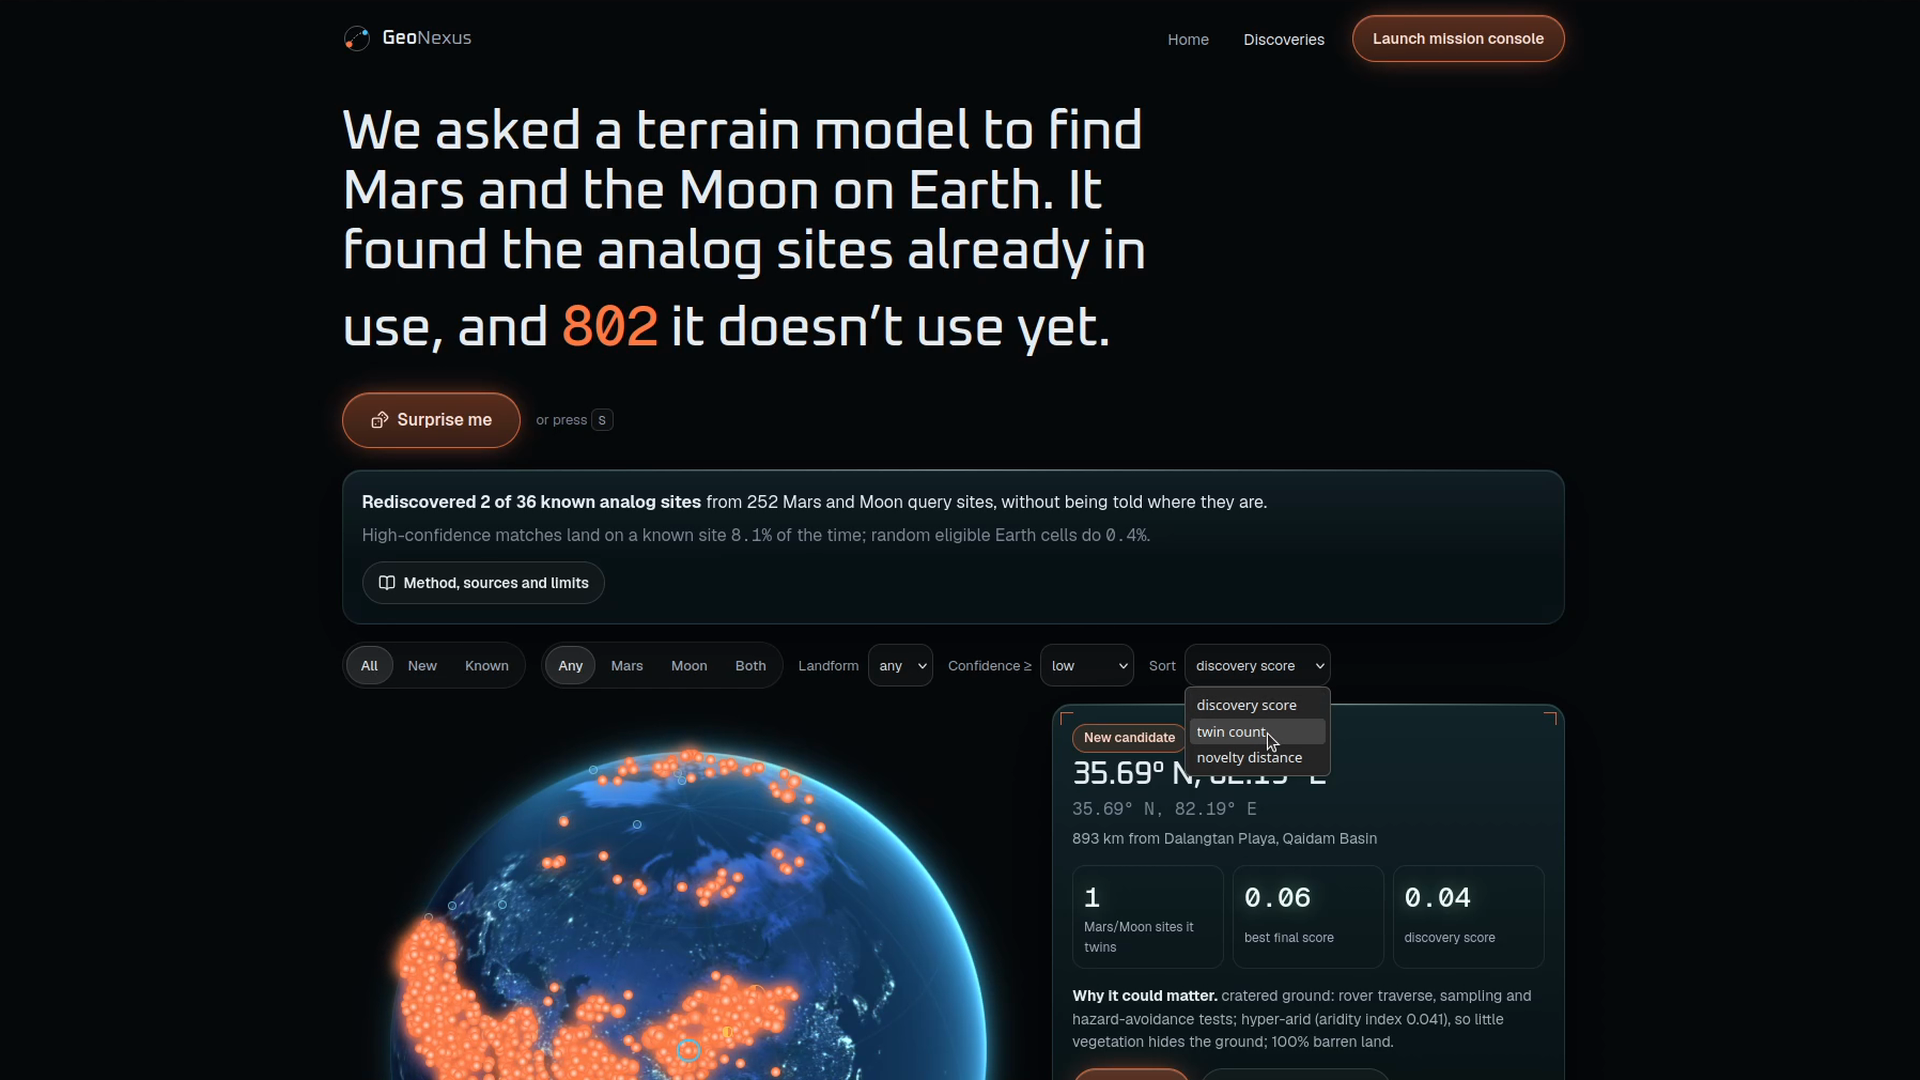 GeoNexus
Home
Discoveries
Launch mission console
We asked a terrain model to find
Mars and the Moon on Earth. It
found the analog sites already in
use, and 802 it doesn’t use yet.
Surprise me
or press S
Rediscovered 2 of 36 known analog sites from 252 Mars and Moon query sites, without being told where they are.
High-confidence matches land on a known site 8.1% of the time; random eligible Earth cells do 0.4%.
Method, sources and limits
All
New
Known
Any
Mars
Moon
Both
Landform
any
Confidence ≥
low
Sort
discovery score
discovery score
twin count
novelty distance
New candidate
35.69° N, 82.19° E
35.69° N, 82.19° E
893 km from Dalangtan Playa, Qaidam Basin
1
Mars/Moon sites it
twins
0.06
best final score
0.04
discovery score
Why it could matter. cratered ground: rover traverse, sampling and
hazard-avoidance tests; hyper-arid (aridity index 0.041), so little
vegetation hides the ground; 100% barren land.